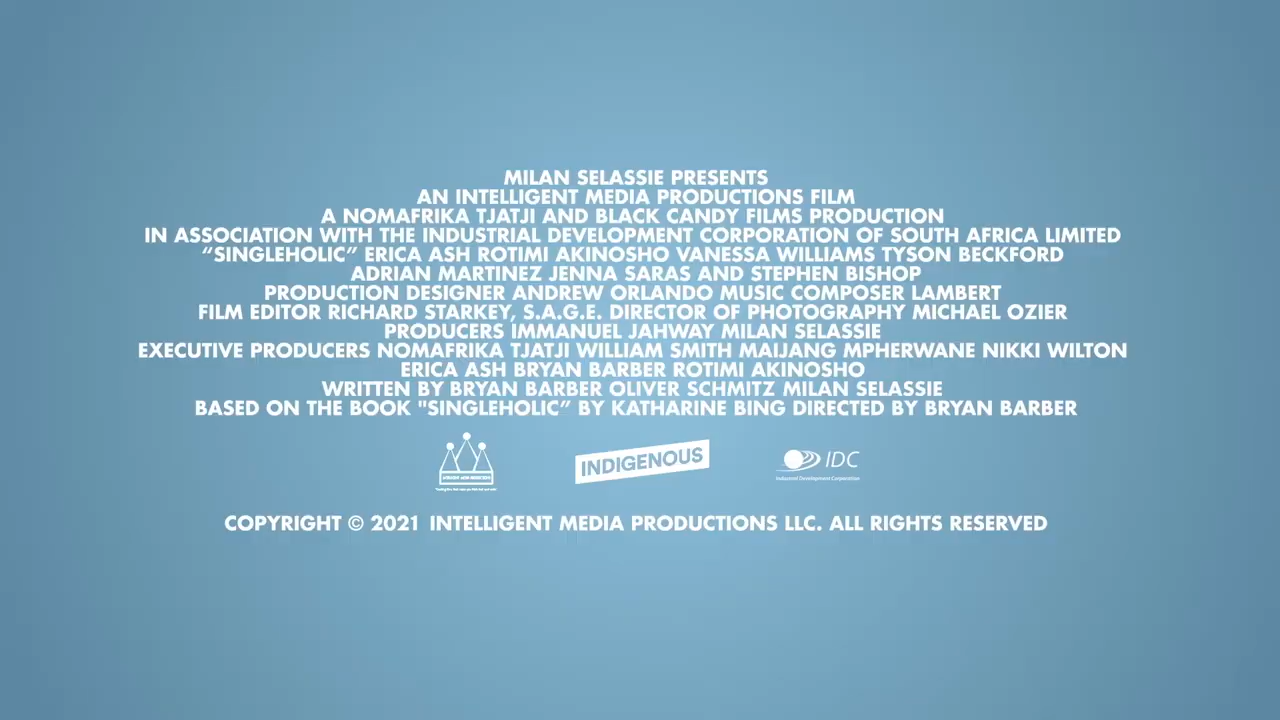 MILAN SELASSIE PRESENTS
AN INTELLIGENT MEDIA PRODUCTIONS FILM
A NOMAFRIKA TJATJI AND BLACK CANDY FILMS PRODUCTION
IN ASSOCIATION WITH THE INDUSTRIAL DEVELOPMENT CORPORATION OF SOUTH AFRICA LIMITED
“SINGLEHOLIC” ERICA ASH ROTIMI AKINOSHO VANESSA WILLIAMS TYSON BECKFORD
ADRIAN MARTINEZ JENNA SARAS AND STEPHEN BISHOP
PRODUCTION DESIGNER ANDREW ORLANDO MUSIC COMPOSER LAMBERT
FILM EDITOR RICHARD STARKEY, S.A.G.E. DIRECTOR OF PHOTOGRAPHY MICHAEL OZIER
PRODUCERS IMMANUEL JAHWAY MILAN SELASSIE
EXECUTIVE PRODUCERS NOMAFRIKA TJATJI WILLIAM SMITH MAIJANG MPHERWANE NIKKI WILTON
ERICA ASH BRYAN BARBER ROTIMI AKINOSHO
WRITTEN BY BRYAN BARBER OLIVER SCHMITZ MILAN SELASSIE
BASED ON THE BOOK "SINGLEHOLIC” BY KATHARINE BING DIRECTED BY BRYAN BARBER
INDIGENOUS
IDC
Industrial Development Corporation
COPYRIGHT © 2021 INTELLIGENT MEDIA PRODUCTIONS LLC. ALL RIGHTS RESERVED